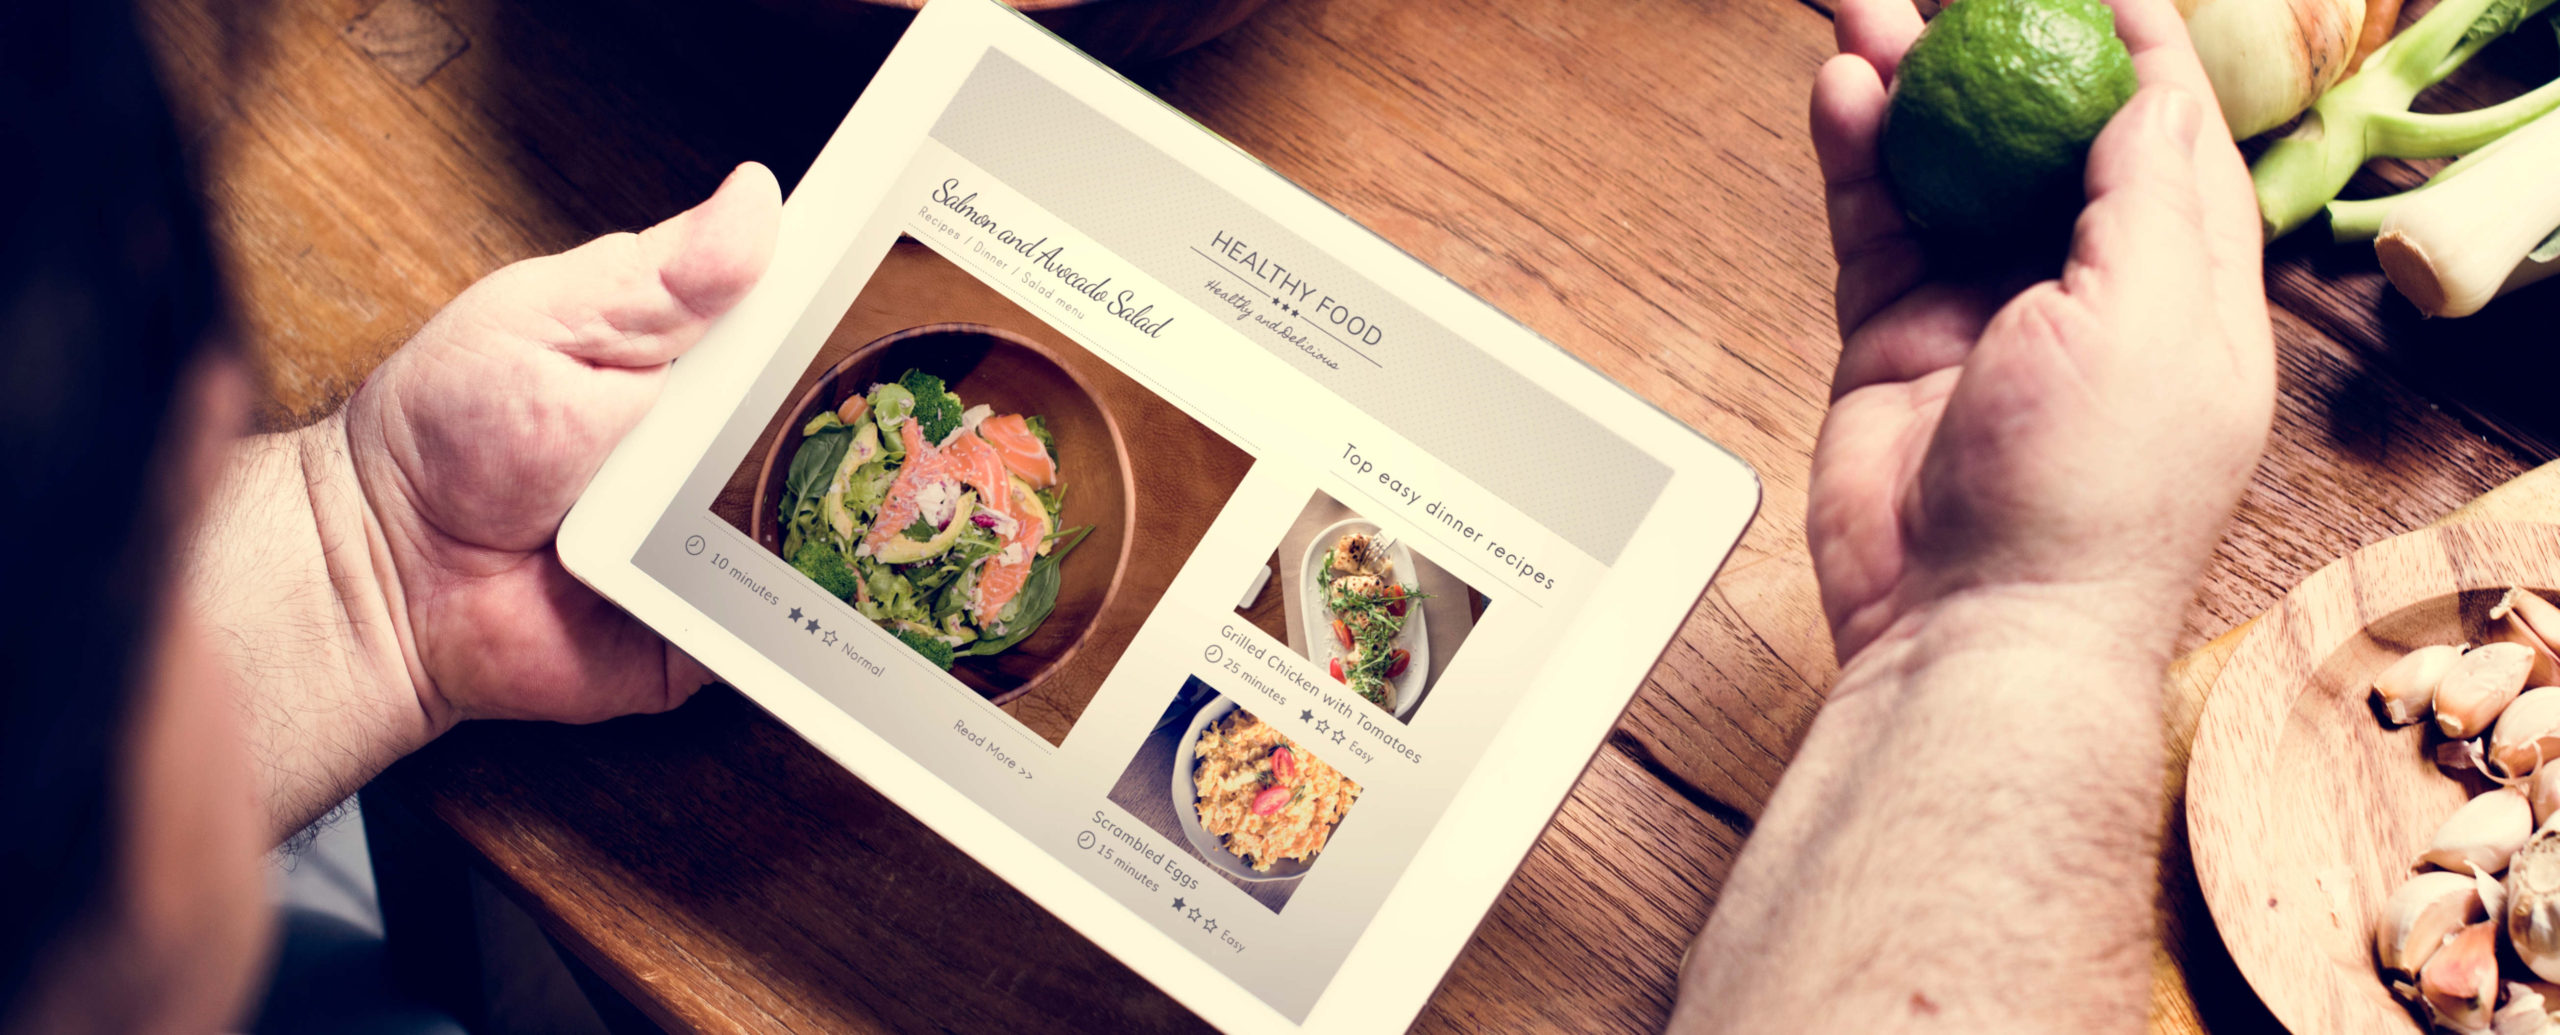 HEALTHY FOOD
Healthy and Delicious
Salmon and Avocado Salad
Recipes / Dinner / Salad menu
10 minutes ★★☆ Normal
Read More >>
Top easy dinner recipes
Grilled Chicken with Tomatoes
25 minutes ★☆☆ Easy
Scrambled Eggs
15 minutes ★☆☆ Easy